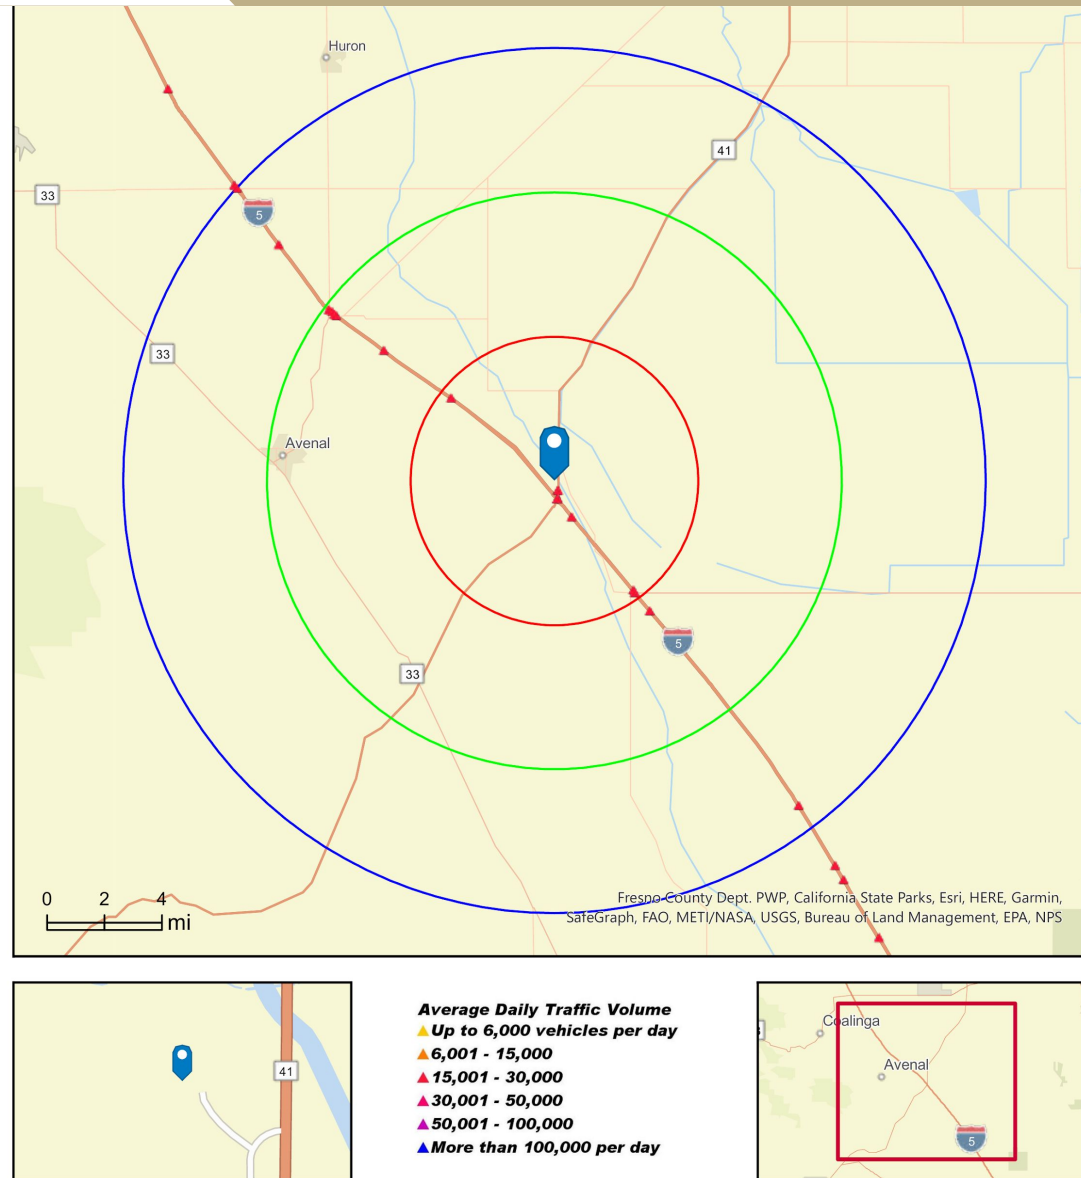 Huron
41
33
5
33
Avenal
5
33
0 2 4
mi
Fresno County Dept. PWP, California State Parks, Esri, HERE, Garmin,
SafeGraph, FAO, METI/NASA, USGS, Bureau of Land Management, EPA, NPS
41
Average Daily Traffic Volume
Up to 6,000 vehicles per day
6,001 - 15,000
15,001 - 30,000
30,001 - 50,000
50,001 - 100,000
More than 100,000 per day
Coalinga
Avenal
5